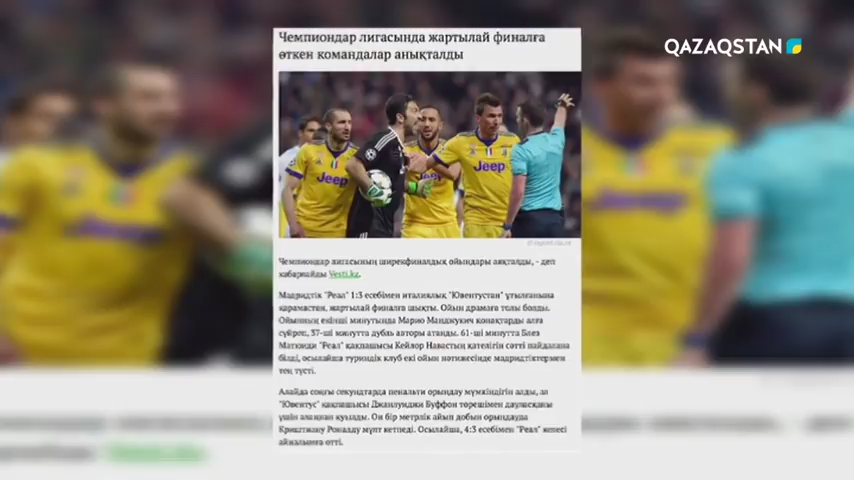 Чемпиондар лигасында жартылай финалға
өткен командалар анықталды
QAZAQSTAN
Jeep
Jeep
Jeep
Чемпиондар лигасының ширекфиналдық ойындары аяқталды, - деп
хабарлайды Vesti.kz.
Мадридтік "Реал" 1:3 есебімен италиялық "Ювентустан" ұтылғанына
қарамастан, жартылай финалға шықты. Ойын драмаға толы болды.
Ойынның екінші минутында Марио Манджукич қонақтарды алға
сүйреп, 37-ші минутта дубль авторы атанды. 61-ші минутта Блез
Матюиди "Реал" қақпашысы Кейлор Навастың қателігін сәтті пайдалана
білді, осылайша туриндік клуб екі ойын нәтижесінде мадридтіктермен
тең түсті.
Алайда соңғы секундтарда пенальти орындау мүмкіндігін алды, ал
"Ювентус" қақпашысы Джанлуиджи Буффон төрешімен дауласқаны
үшін алаңнан қуылды. Он бір метрлік айып добын орындауда
Криштиану Роналду мүлт кетпеді. Осылайша, 4:3 есебімен "Реал" келесі
айналымға өтті.